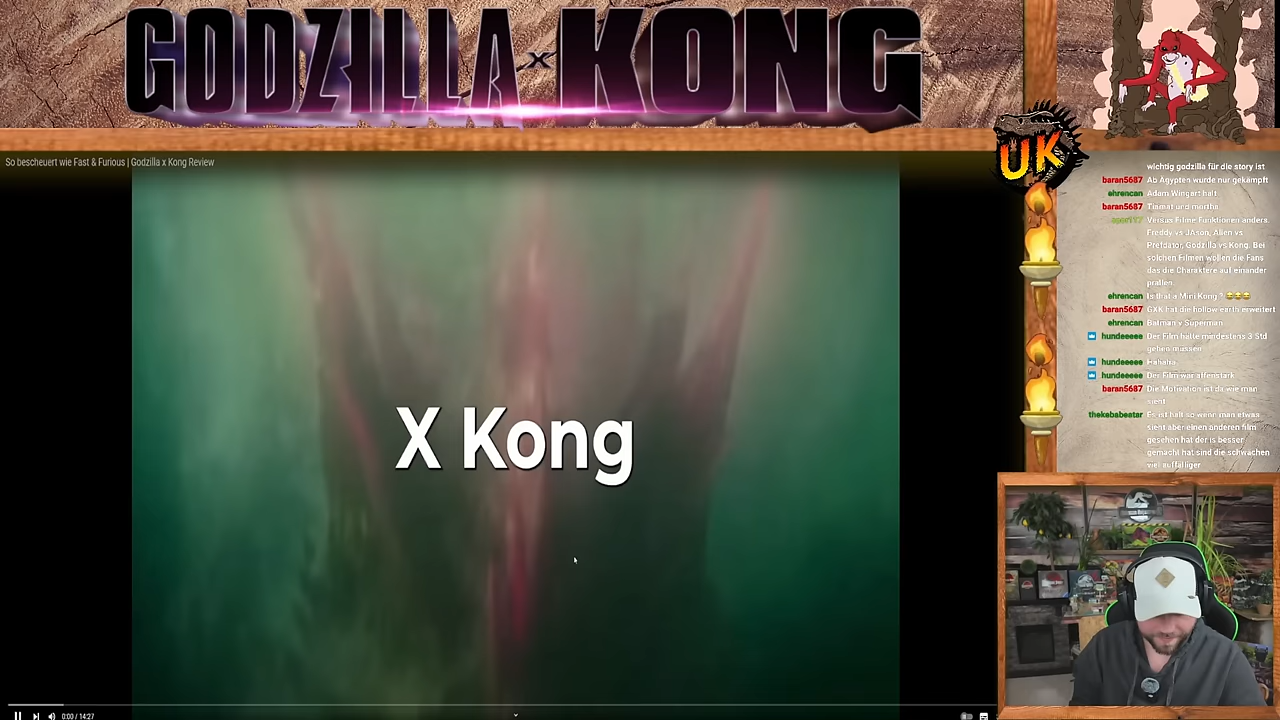 GODZILLA x KONG
UK
So bescheuert wie Fast & Furious | Godzilla x Kong Review
X Kong
0:00 / 14:27
wichtig godzilla für die story ist
baran5687 Ab Ägypten wurde nur gekämpft
ehrencan Adam Wingart halt
baran5687 Tiamat und
Versus Filme Funktionen anders.
Freddy vs JAson, Alien vs
Predator, Godzilla vs Kong. Bei
solchen Filmen wollen die Fans
das die Charaktere auf einander
prallen.
ehrencan Is that a Mini Kong ? 😂😂😂
baran5687 GXK hat die hollow earth erweitert
ehrencan Batman v Superman
hundeeeee Der Film hätte mindestens 3 Std
gehen müssen
hundeeeee Hahaha
hundeeeee Der Film war affenstark
baran5687 Die Motivation ist da wie man
sieht
thekebabeatar Es ist halt so wenn man etwas
sieht aber einen anderen film
gesehen hat der is besser
gemacht hat sind die schwächen
viel auffälliger